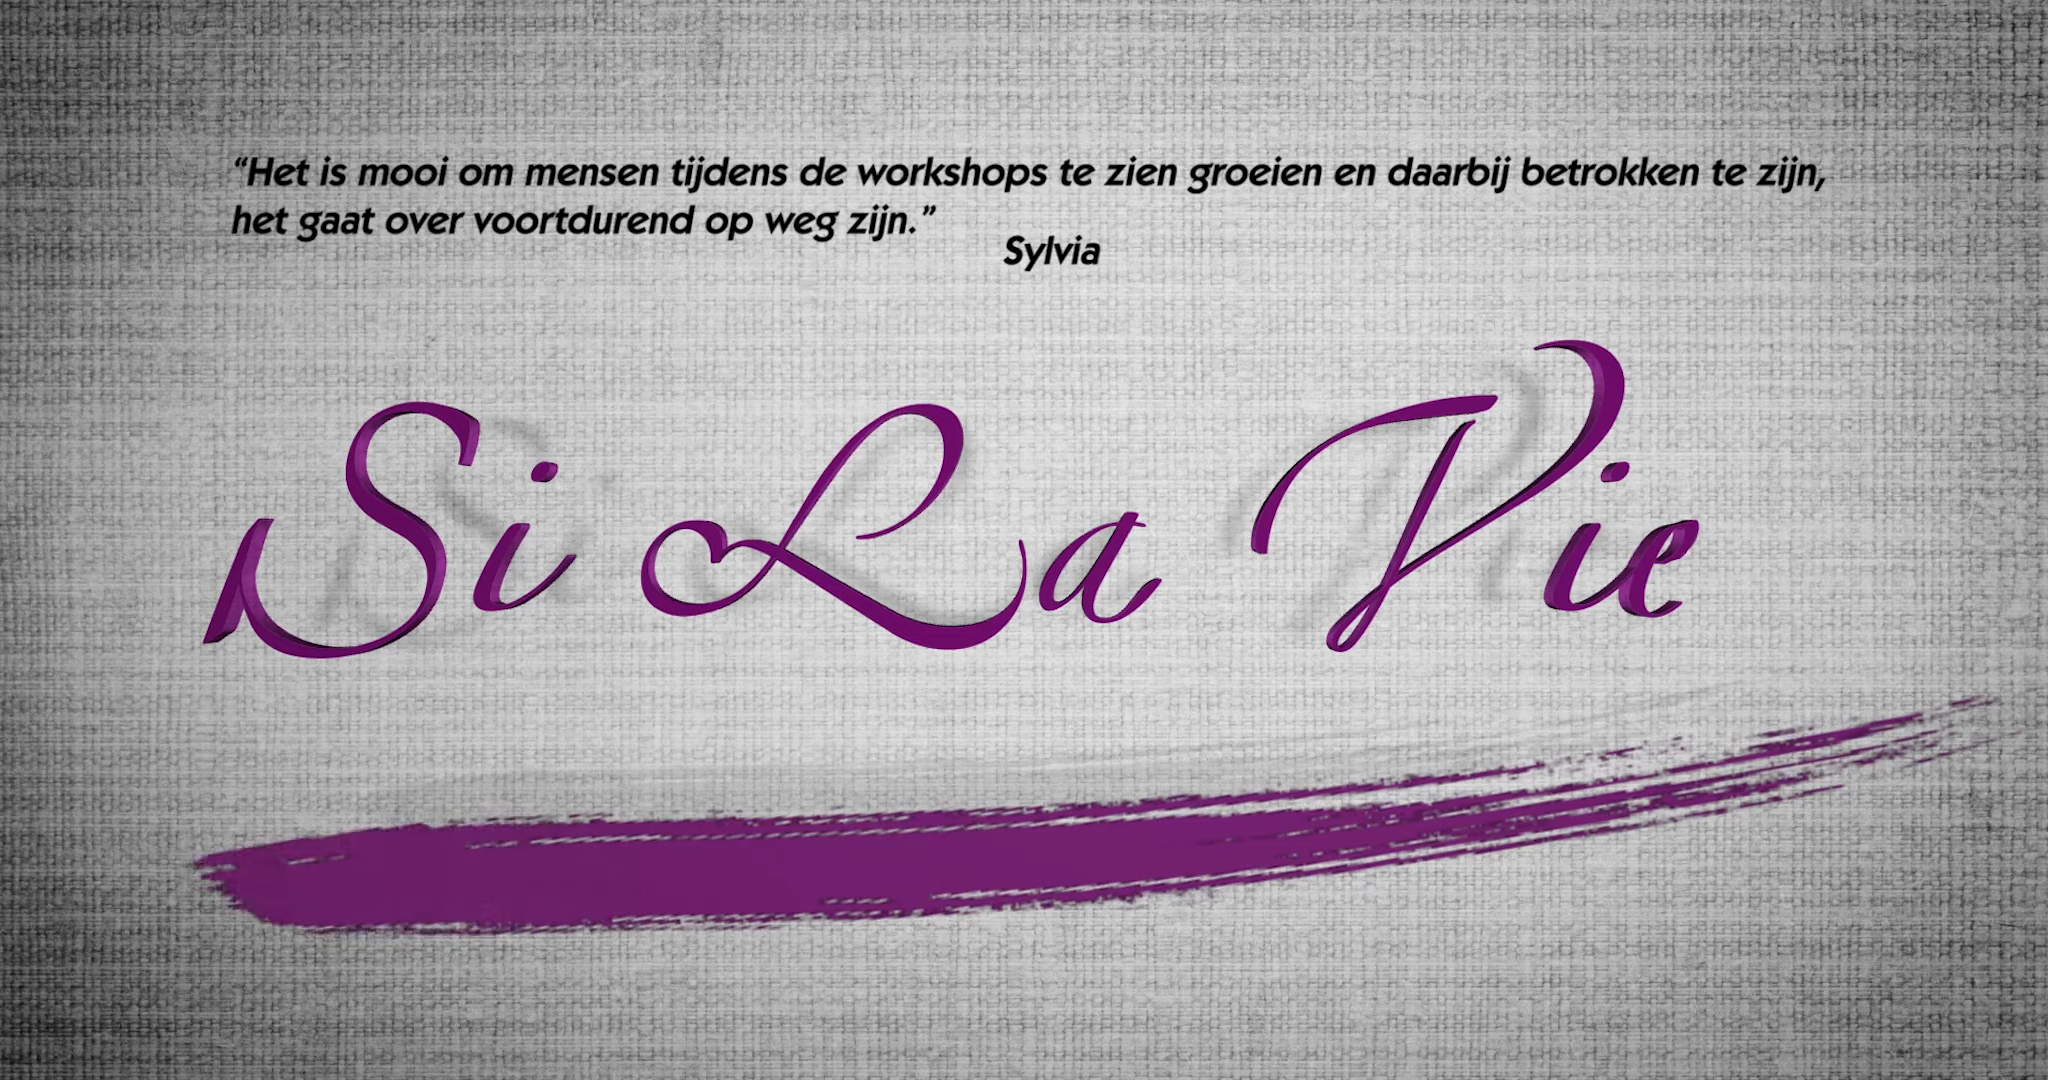 “Het is mooi om mensen tijdens de workshops te zien groeien en daarbij betrokken te zijn,
het gaat over voortdurend op weg zijn.”
Sylvia
Si La Vie